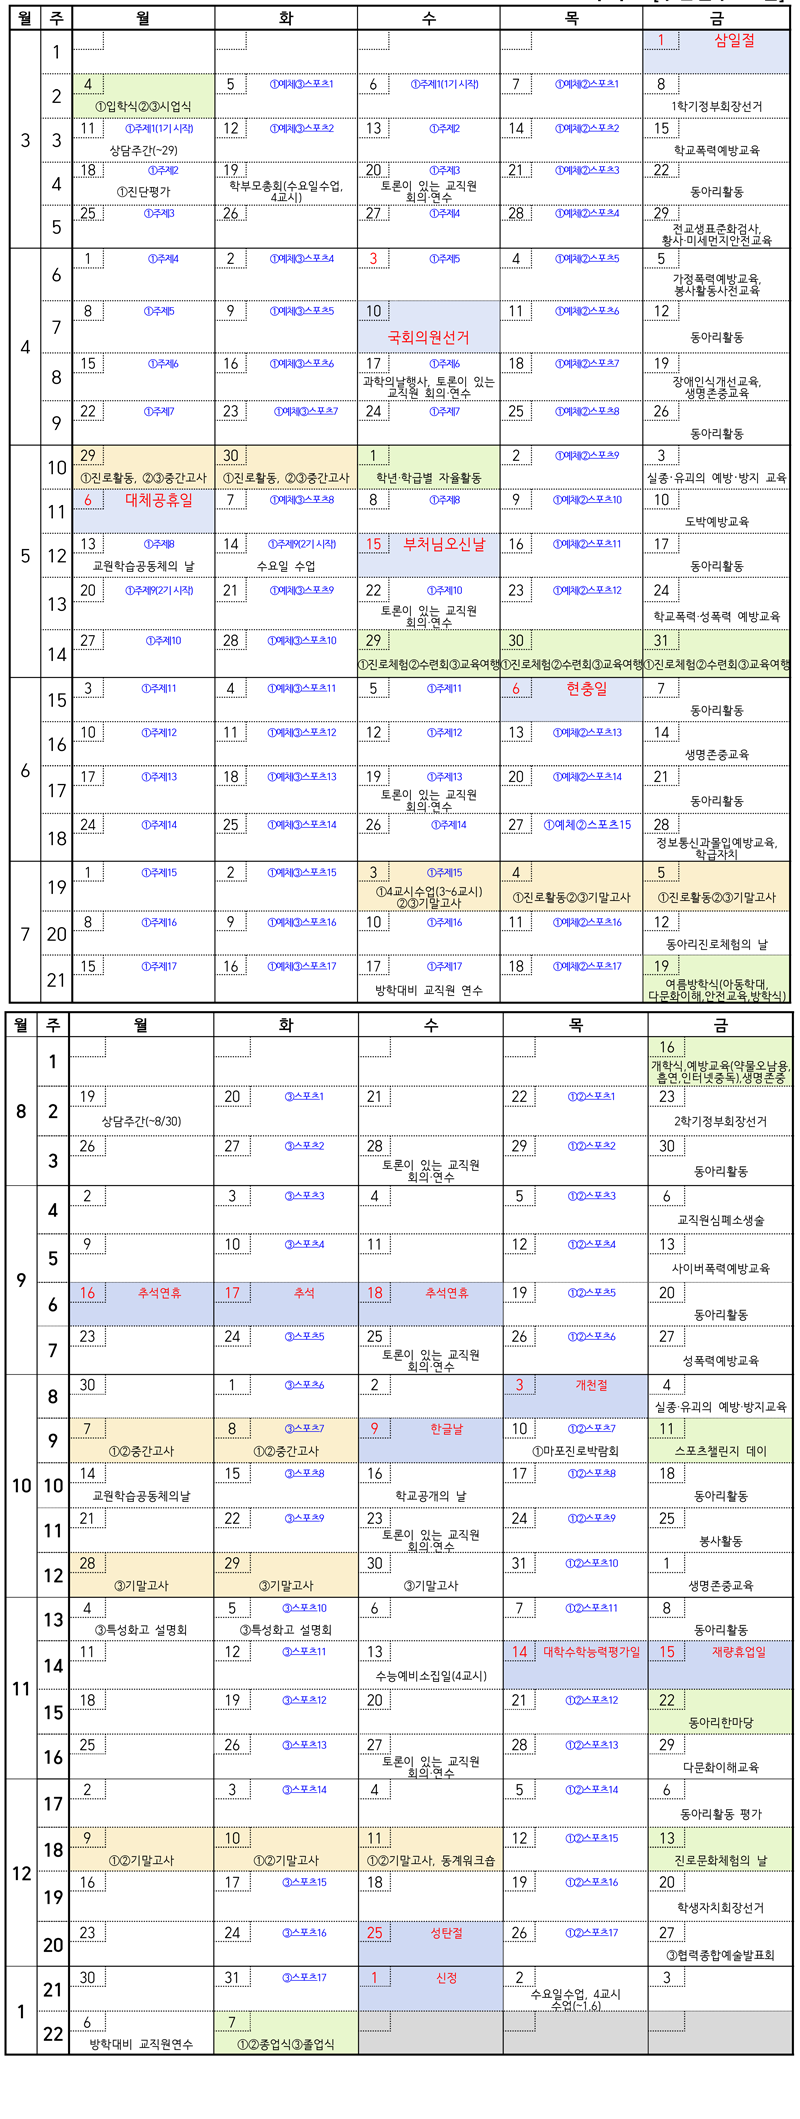 월 주 월 화 수 목 금
3
1
1 삼일절
2
4
①입학식②③시업식
5 ①예체③스포츠1
6 ①주제1(1기 시작)
7 ①예체②스포츠1
8
1학기정부회장선거
3
11 ①주제1(1기 시작)
상담주간(~29)
12 ①예체③스포츠2
13 ①주제2
14 ①예체②스포츠2
15
학교폭력예방교육
4
18 ①주제2
①진단평가
19
학부모총회(수요일수업,
4교시)
20 ①주제3
토론이 있는 교직원
회의·연수
21 ①예체②스포츠3
22
동아리활동
5
25 ①주제3
26
27 ①주제4
28 ①예체②스포츠4
29
전교생표준화검사,
황사·미세먼지안전교육
4
6
1 ①주제4
2 ①예체③스포츠4
3 ①주제5
4 ①예체②스포츠5
5
가정폭력예방교육,
봉사활동사전교육
7
8 ①주제5
9 ①예체③스포츠5
10
국회의원선거
11 ①예체②스포츠6
12
동아리활동
8
15 ①주제6
16 ①예체③스포츠6
17 ①주제6
과학의날행사, 토론이 있는
교직원 회의·연수
18 ①예체②스포츠7
19
장애인식개선교육,
생명존중교육
9
22 ①주제7
23 ①예체③스포츠7
24 ①주제7
25 ①예체②스포츠8
26
동아리활동
5
10
29
①진로활동, ②③중간고사
30
①진로활동, ②③중간고사
1
학년·학급별 자율활동
2 ①예체②스포츠9
3
실종·유괴의 예방·방지 교육
11
6 대체공휴일
7 ①예체③스포츠8
8 ①주제8
9 ①예체②스포츠10
10
도박예방교육
12
13 ①주제8
교원학습공동체의 날
14 ①주제9(2기 시작)
수요일 수업
15 부처님오신날
16 ①예체②스포츠11
17
동아리활동
13
20 ①주제9(2기 시작)
21 ①예체③스포츠9
22 ①주제10
토론이 있는 교직원
회의·연수
23 ①예체②스포츠12
24
학교폭력·성폭력 예방교육
14
27 ①주제10
28 ①예체③스포츠10
29
①진로체험②수련회③교육여행
30
①진로체험②수련회③교육여행
31
①진로체험②수련회③교육여행
6
15
3 ①주제11
4 ①예체③스포츠11
5 ①주제11
6 현충일
7
동아리활동
16
10 ①주제12
11 ①예체③스포츠12
12 ①주제12
13 ①예체②스포츠13
14
생명존중교육
17
17 ①주제13
18 ①예체③스포츠13
19 ①주제13
토론이 있는 교직원
회의·연수
20 ①예체②스포츠14
21
동아리활동
18
24 ①주제14
25 ①예체③스포츠14
26 ①주제14
27 ①예체②스포츠15
28
정보통신과몰입예방교육,
학급자치
7
19
1 ①주제15
2 ①예체③스포츠15
3 ①주제15
①4교시수업(3~6교시)
②③기말고사
4
①진로활동②③기말고사
5
①진로활동②③기말고사
20
8 ①주제16
9 ①예체③스포츠16
10 ①주제16
11 ①예체②스포츠16
12
동아리진로체험의 날
21
15 ①주제17
16 ①예체③스포츠17
17 ①주제17
방학대비 교직원 연수
18 ①예체②스포츠17
19
여름방학식(아동학대,
다문화이해,안전교육,방학식)
월 주 월 화 수 목 금
8
1
16
개학식,예방교육(약물오남용,
흡연,인터넷중독),생명존중
2
19
상담주간(~8/30)
20 ③스포츠1
21
22 ①②스포츠1
23
2학기정부회장선거
3
26
27 ③스포츠2
28
토론이 있는 교직원
회의·연수
29 ①②스포츠2
30
동아리활동
9
4
2
3 ③스포츠3
4
5 ①②스포츠3
6
교직원심폐소생술
5
9
10 ③스포츠4
11
12 ①②스포츠4
13
사이버폭력예방교육
6
16 추석연휴
17 추석
18 추석연휴
19 ①②스포츠5
20
동아리활동
7
23
24 ③스포츠5
25
토론이 있는 교직원
회의·연수
26 ①②스포츠6
27
성폭력예방교육
10
8
30
1 ③스포츠6
2
3 개천절
4
실종·유괴의 예방·방지교육
9
7
①②중간고사
8 ③스포츠7
①②중간고사
9 한글날
10 ①②스포츠7
①마포진로박람회
11
스포츠챌린지 데이
10
14
교원학습공동체의날
15 ③스포츠8
16
학교공개의 날
17 ①②스포츠8
18
동아리활동
11
21
22 ③스포츠9
23
토론이 있는 교직원
회의·연수
24 ①②스포츠9
25
봉사활동
12
28
③기말고사
29
③기말고사
30
③기말고사
31 ①②스포츠10
1
생명존중교육
11
13
4
③특성화고 설명회
5 ③스포츠10
③특성화고 설명회
6
7 ①②스포츠11
8
동아리활동
14
11
12 ③스포츠11
13
수능예비소집일(4교시)
14 대학수학능력평가일
15 재량휴업일
15
18
19 ③스포츠12
20
21 ①②스포츠12
22
동아리한마당
16
25
26 ③스포츠13
27
토론이 있는 교직원
회의·연수
28 ①②스포츠13
29
다문화이해교육
12
17
2
3 ③스포츠14
4
5 ①②스포츠14
6
동아리활동 평가
18
9
①②기말고사
10
①②기말고사
11
①②기말고사, 동계워크숍
12 ①②스포츠15
13
진로문화체험의 날
19
16
17 ③스포츠15
18
19 ①②스포츠16
20
학생자치회장선거
20
23
24 ③스포츠16
25 성탄절
26 ①②스포츠17
27
③협력종합예술발표회
1
21
30
31 ③스포츠17
1 신정
2
수요일수업, 4교시
수업(~1.6)
3
22
6
방학대비 교직원연수
7
①②종업식③졸업식